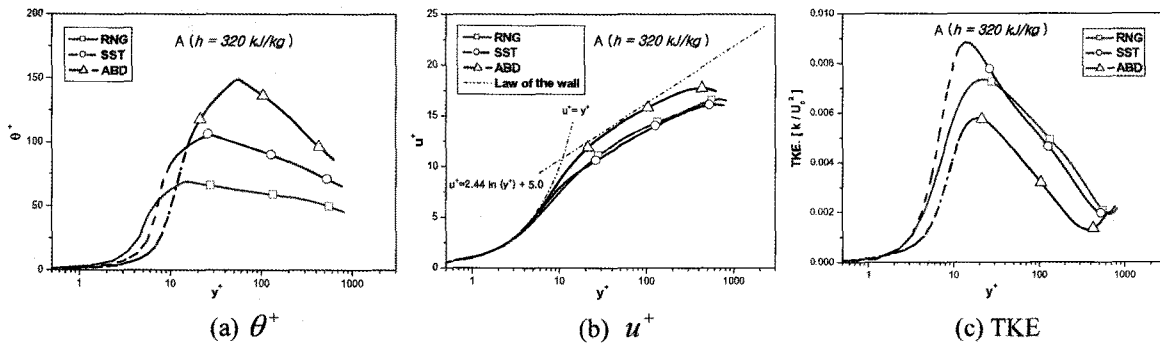 150
200
100
50
0
θ⁺
RNG
SST
ABD
A ( h = 320 kJ/kg )
1
10
100
1000
y⁺
(a) θ⁺
25
20
15
10
5
0
u⁺
RNG
SST
ABD
Law of the wall
A ( h = 320 kJ/kg )
u⁺= y⁺
u⁺=2.44 ln (y⁺) + 5.0
1
10
100
1000
y⁺
(b) u⁺
0.010
0.008
0.006
0.004
0.002
0.000
TKE. [ k / U₀² ]
A ( h = 320 kJ/kg )
RNG
SST
ABD
1
10
100
1000
y⁺
(c) TKE